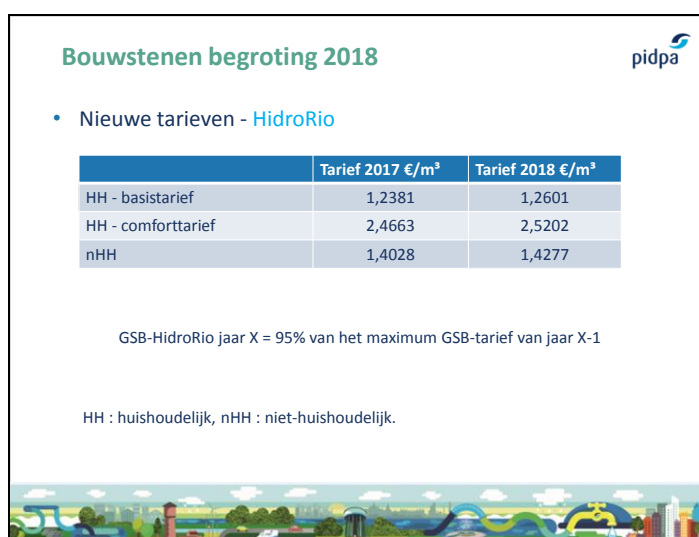 Bouwstenen begroting 2018
pidpa
• Nieuwe tarieven - HidroRio
Tarief 2017 €/m³ Tarief 2018 €/m³
HH - basistarief 1,2381 1,2601
HH - comforttarief 2,4663 2,5202
nHH 1,4028 1,4277
GSB-HidroRio jaar X = 95% van het maximum GSB-tarief van jaar X-1
HH : huishoudelijk, nHH : niet-huishoudelijk.